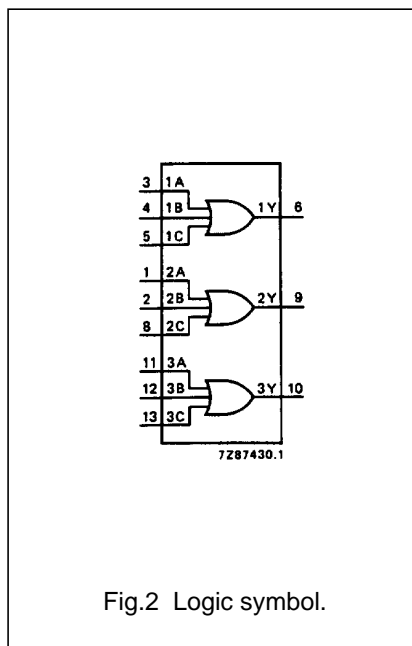 3 1A
4 1B 1Y 6
5 1C
1 2A
2 2B 2Y 9
8 2C
11 3A
12 3B 3Y 10
13 3C
7Z87430.1
Fig.2 Logic symbol.